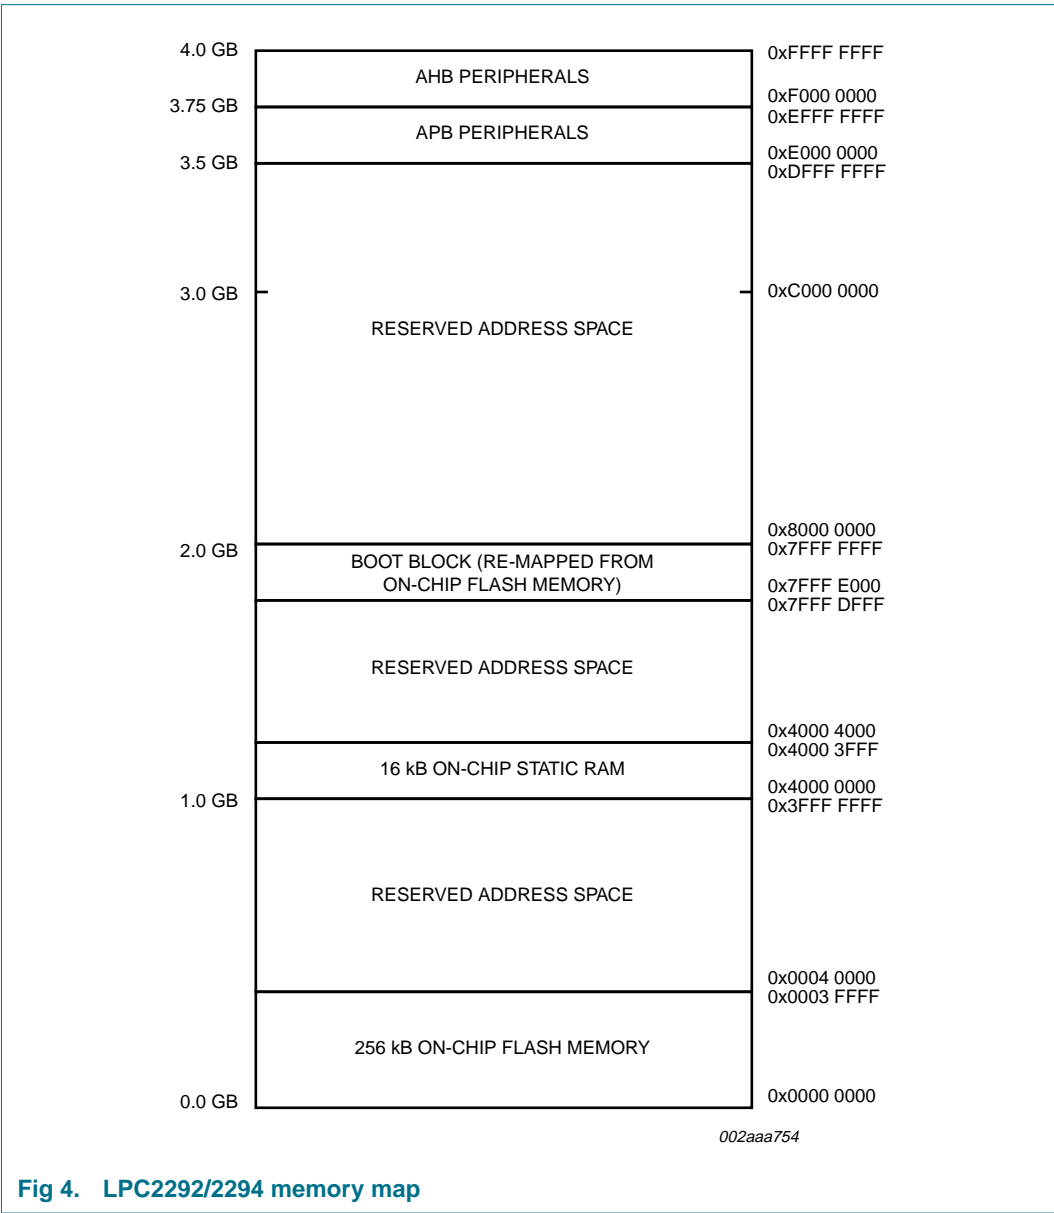 4.0 GB
0xFFFF FFFF
AHB PERIPHERALS
0xF000 0000
3.75 GB
0xEFFF FFFF
APB PERIPHERALS
0xE000 0000
3.5 GB
0xDFFF FFFF
3.0 GB
0xC000 0000
RESERVED ADDRESS SPACE
0x8000 0000
2.0 GB
0x7FFF FFFF
BOOT BLOCK (RE-MAPPED FROM
ON-CHIP FLASH MEMORY)
0x7FFF E000
0x7FFF DFFF
RESERVED ADDRESS SPACE
0x4000 4000
0x4000 3FFF
16 kB ON-CHIP STATIC RAM
0x4000 0000
1.0 GB
0x3FFF FFFF
RESERVED ADDRESS SPACE
0x0004 0000
0x0003 FFFF
256 kB ON-CHIP FLASH MEMORY
0.0 GB
0x0000 0000
002aaa754
Fig 4. LPC2292/2294 memory map